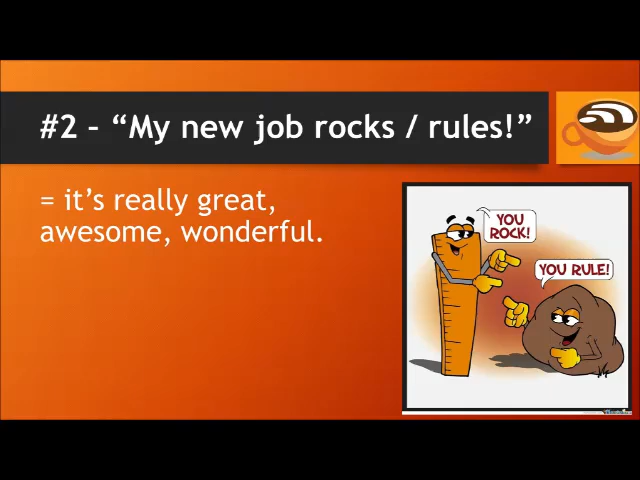 #2 – “My new job rocks / rules!”
= it’s really great,
awesome, wonderful.
YOU
ROCK!
YOU RULE!